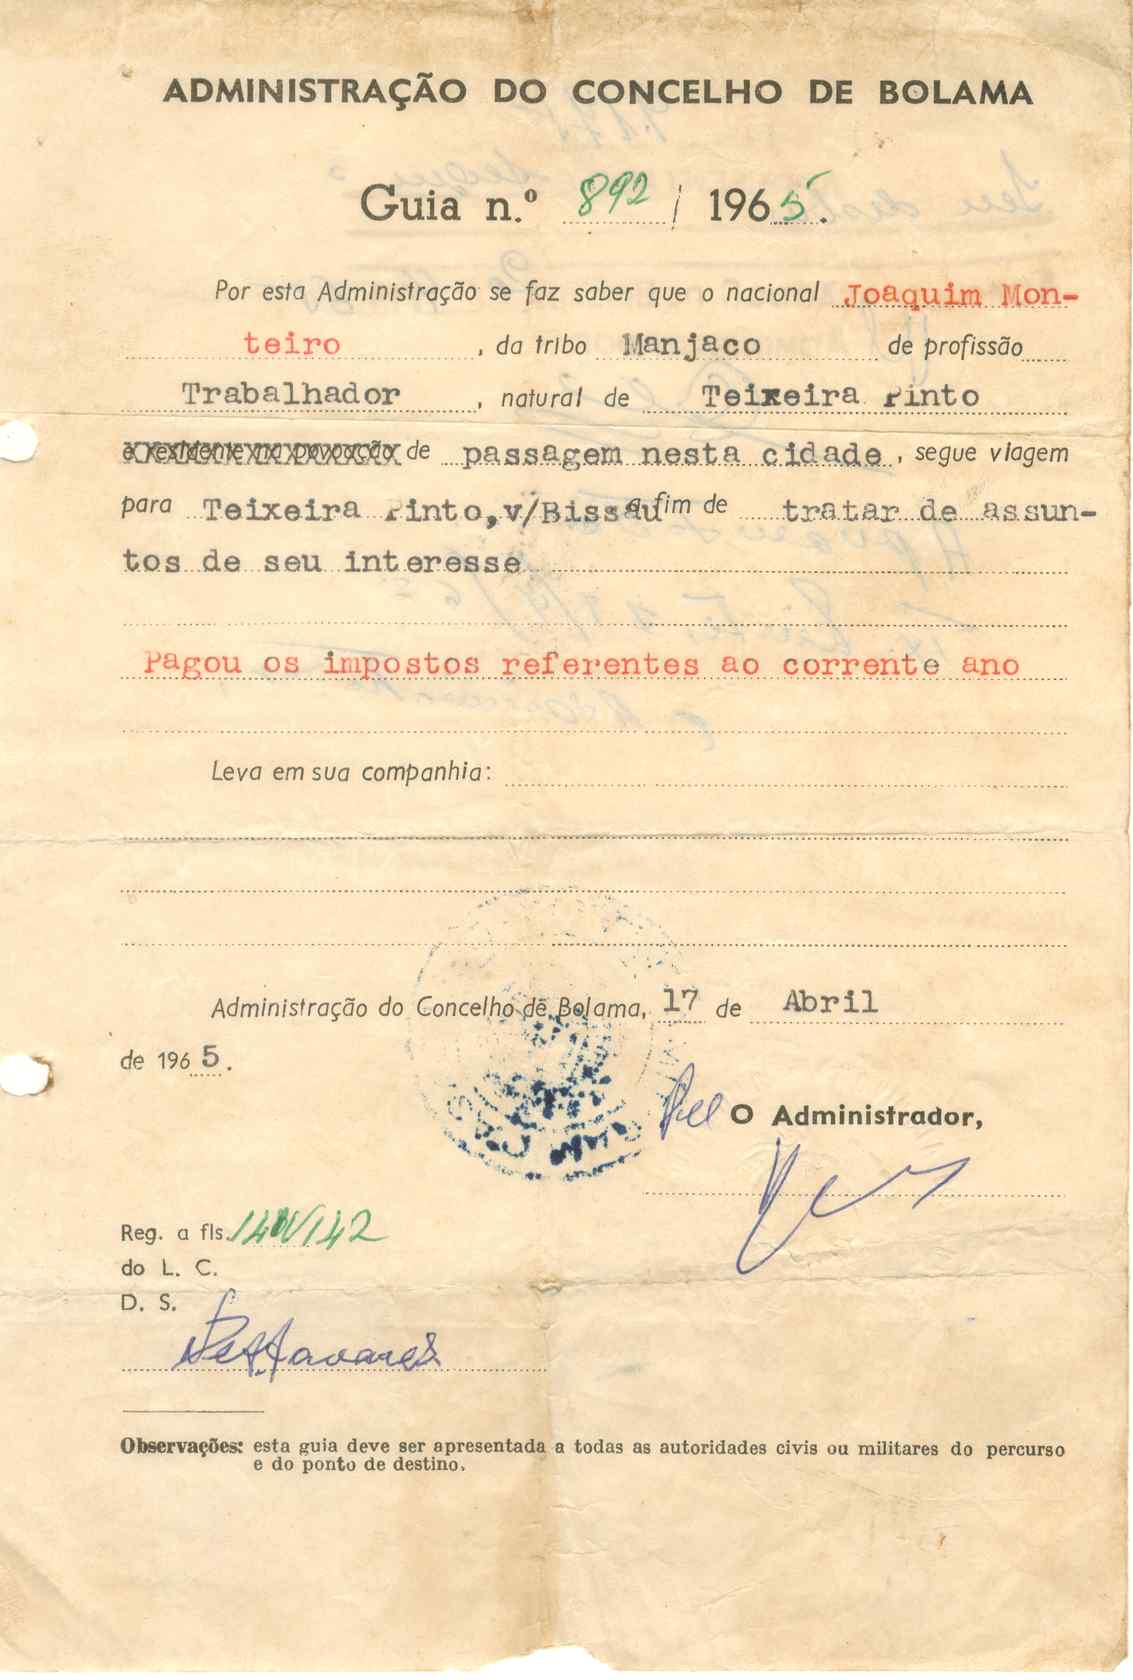 ADMINISTRAÇÃO DO CONCELHO DE BOLAMA
Guia n.º 892 / 1965.
Por esta Administração se faz saber que o nacional Joaquim Mon-
teiro, da tribo Manjaco de profissão
Trabalhador, natural de Teixeira Pinto
e residente na povoação de passagem nesta cidade, segue viagem
para Teixeira Pinto, v/Bissau a fim de tratar de assun-
tos de seu interesse
Pagou os impostos referentes ao corrente ano
Leva em sua companhia:
Administração do Concelho de Bolama, 17 de Abril
de 1965.
O Administrador,
Reg. a fls. 141V/142
do L. C.
D. S.
Observações: esta guia deve ser apresentada a todas as autoridades civis ou militares do percurso
e do ponto de destino.